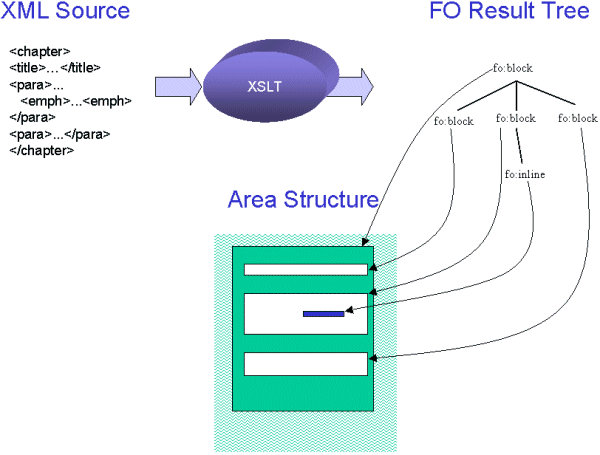 XML Source
FO Result Tree
<chapter>
<title>...</title>
<para>...
<emph>...<emph>
</para>
<para>...</para>
</chapter>
XSLT
fo:block
fo:block
fo:block
fo:block
fo:inline
Area Structure